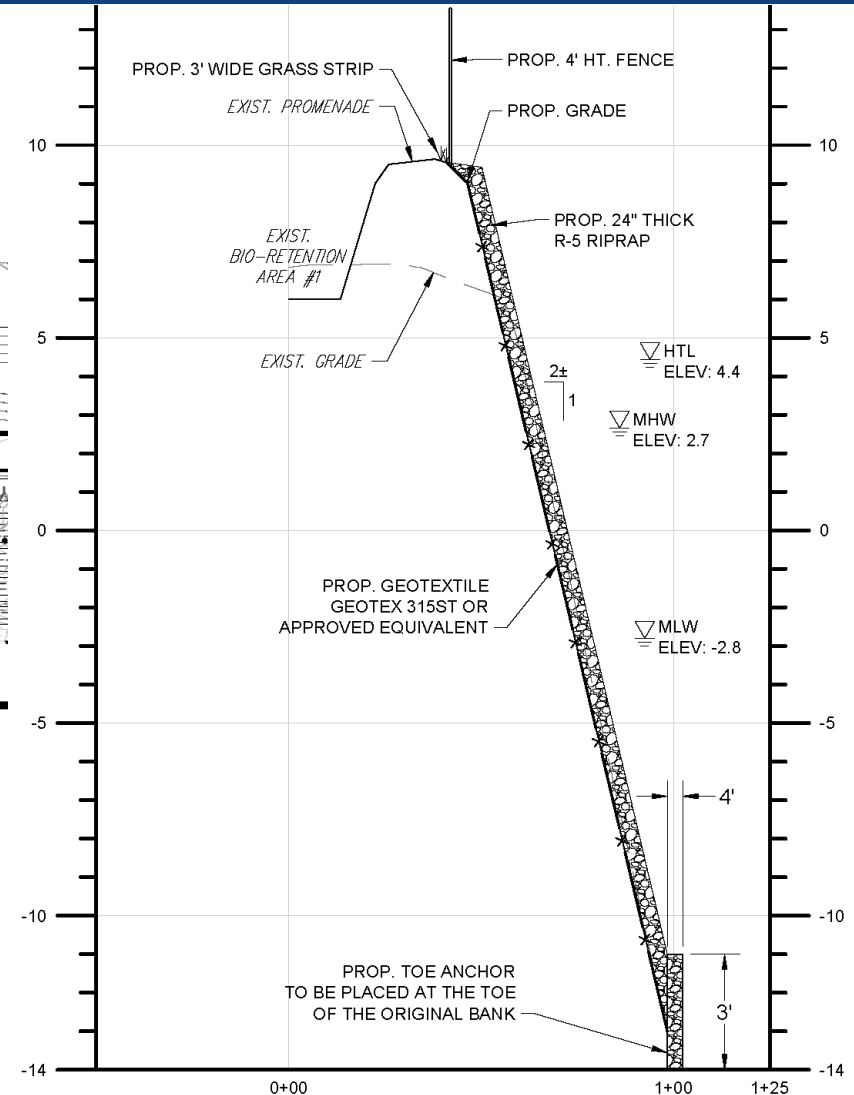 PROP. 3' WIDE GRASS STRIP
PROP. 4' HT. FENCE
EXIST. PROMENADE
PROP. GRADE
10
10
PROP. 24" THICK
R-5 RIPRAP
EXIST.
BIO-RETENTION
AREA #1
5
5
HTL
ELEV: 4.4
EXIST. GRADE
2±
1
MHW
ELEV: 2.7
0
0
PROP. GEOTEXTILE
GEOTEX 315ST OR
APPROVED EQUIVALENT
MLW
ELEV: -2.8
-5
-5
4'
-10
-10
PROP. TOE ANCHOR
TO BE PLACED AT THE TOE
OF THE ORIGINAL BANK
3'
-14
-14
0+00
1+00
1+25